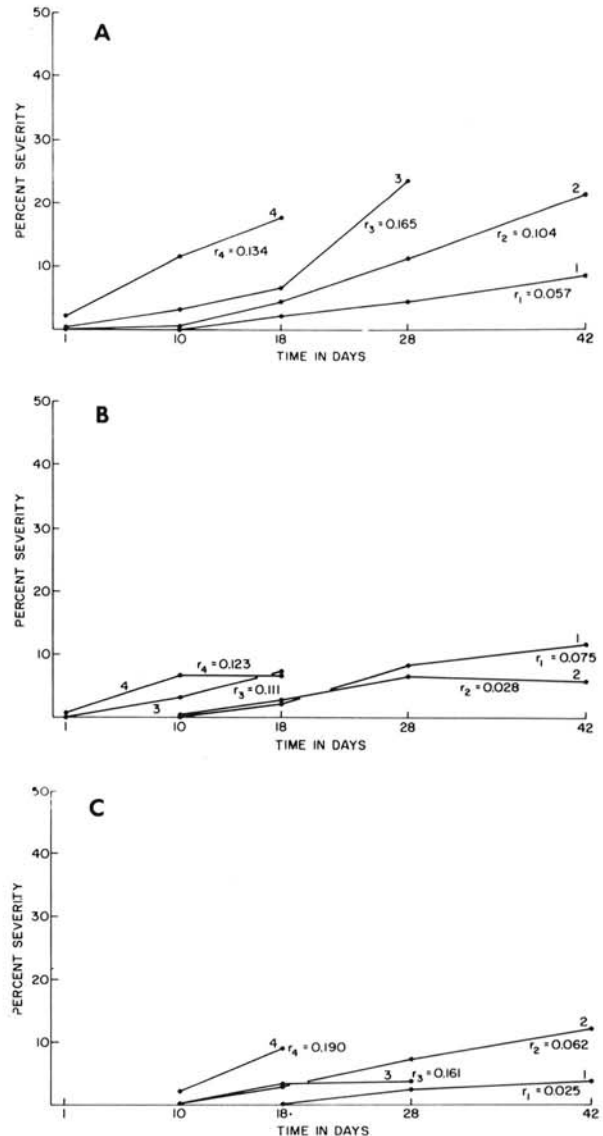 A
PERCENT SEVERITY
50
40
30
20
10
4
r4=0.134
3
r3=0.165
2
r2=0.104
1
r1=0.057
1 10 18 28 42
TIME IN DAYS
B
PERCENT SEVERITY
50
40
30
20
10
4
r4=0.123
3
r3=0.111
1
r1=0.075
2
r2=0.028
1 10 18 28 42
TIME IN DAYS
C
PERCENT SEVERITY
50
40
30
20
10
4
r4=0.190
2
r2=0.062
3
r3=0.161
1
r1=0.025
1 10 18 28 42
TIME IN DAYS